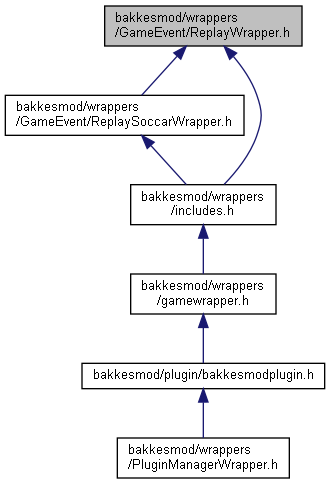 bakkesmod/wrappers
/GameEvent/ReplayWrapper.h
bakkesmod/wrappers
/GameEvent/ReplaySoccarWrapper.h
bakkesmod/wrappers
/includes.h
bakkesmod/wrappers
/gamewrapper.h
bakkesmod/plugin/bakkesmodplugin.h
bakkesmod/wrappers
/PluginManagerWrapper.h